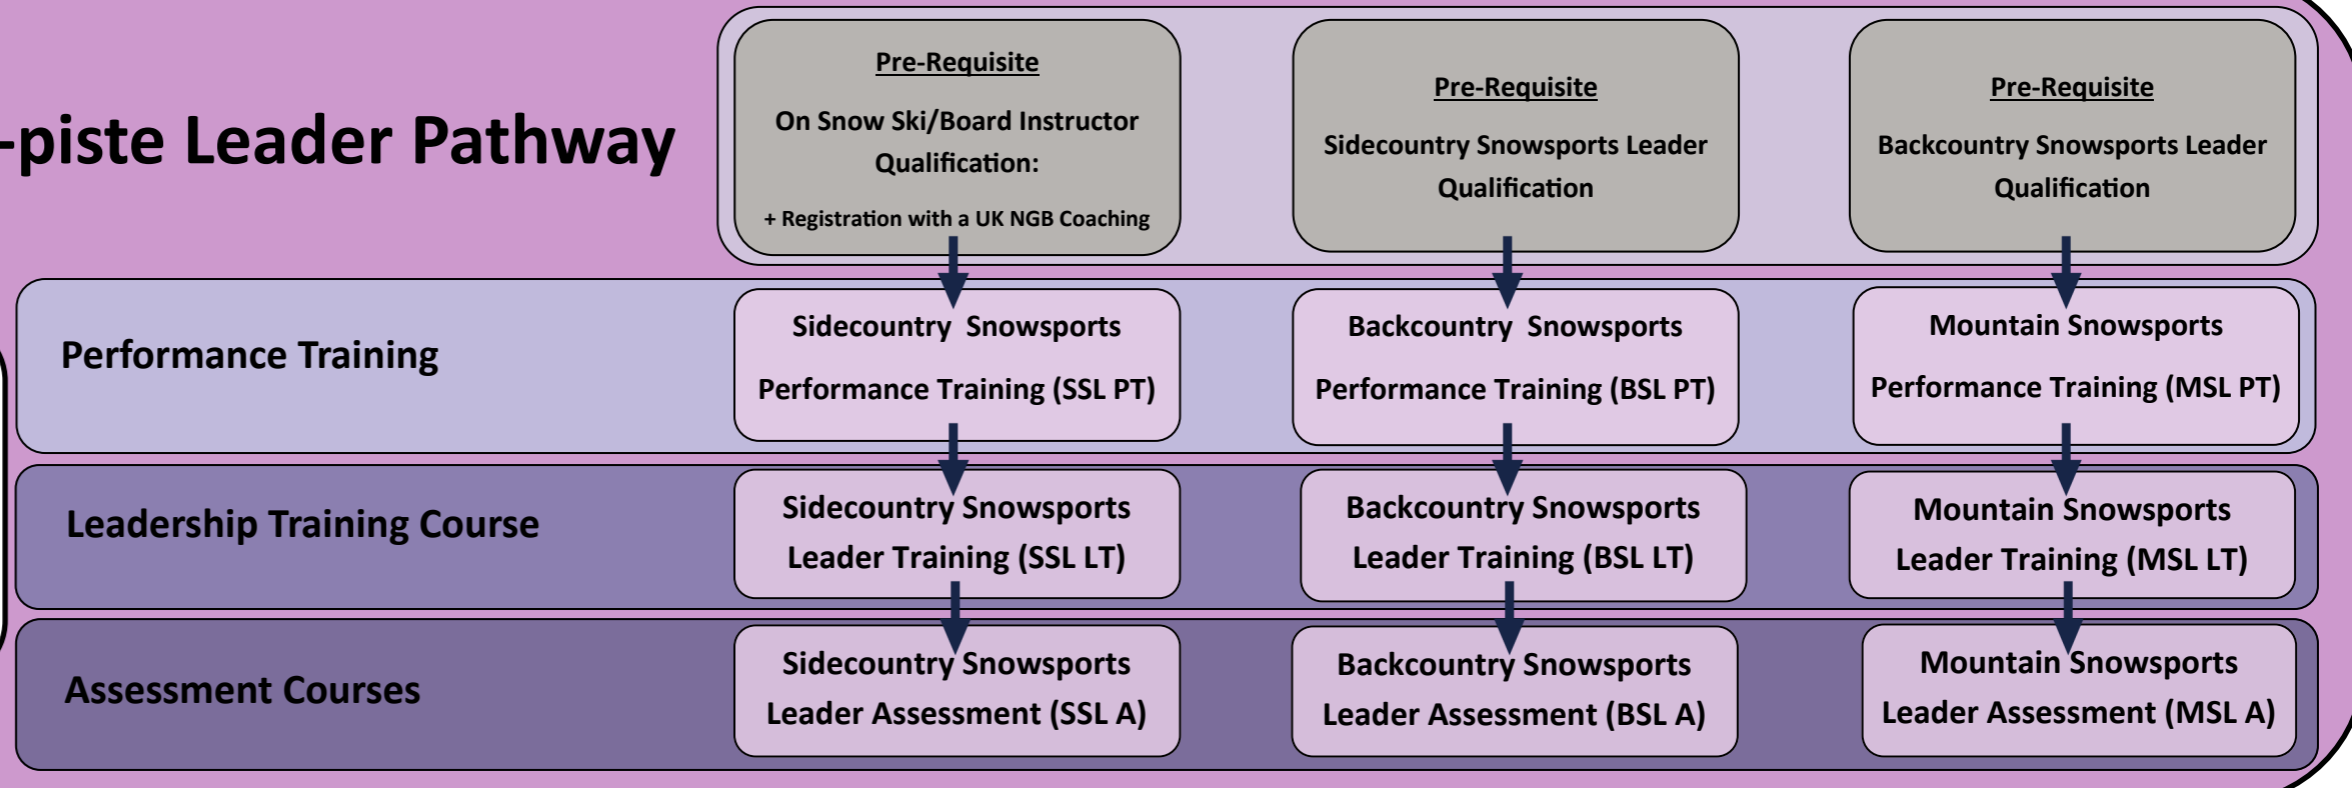 -piste Leader Pathway
Pre-Requisite
On Snow Ski/Board Instructor
Qualification:
+ Registration with a UK NGB Coaching
Pre-Requisite
Sidecountry Snowsports Leader
Qualification
Pre-Requisite
Backcountry Snowsports Leader
Qualification
Performance Training
Sidecountry Snowsports
Performance Training (SSL PT)
Backcountry Snowsports
Performance Training (BSL PT)
Mountain Snowsports
Performance Training (MSL PT)
Leadership Training Course
Sidecountry Snowsports
Leader Training (SSL LT)
Backcountry Snowsports
Leader Training (BSL LT)
Mountain Snowsports
Leader Training (MSL LT)
Assessment Courses
Sidecountry Snowsports
Leader Assessment (SSL A)
Backcountry Snowsports
Leader Assessment (BSL A)
Mountain Snowsports
Leader Assessment (MSL A)